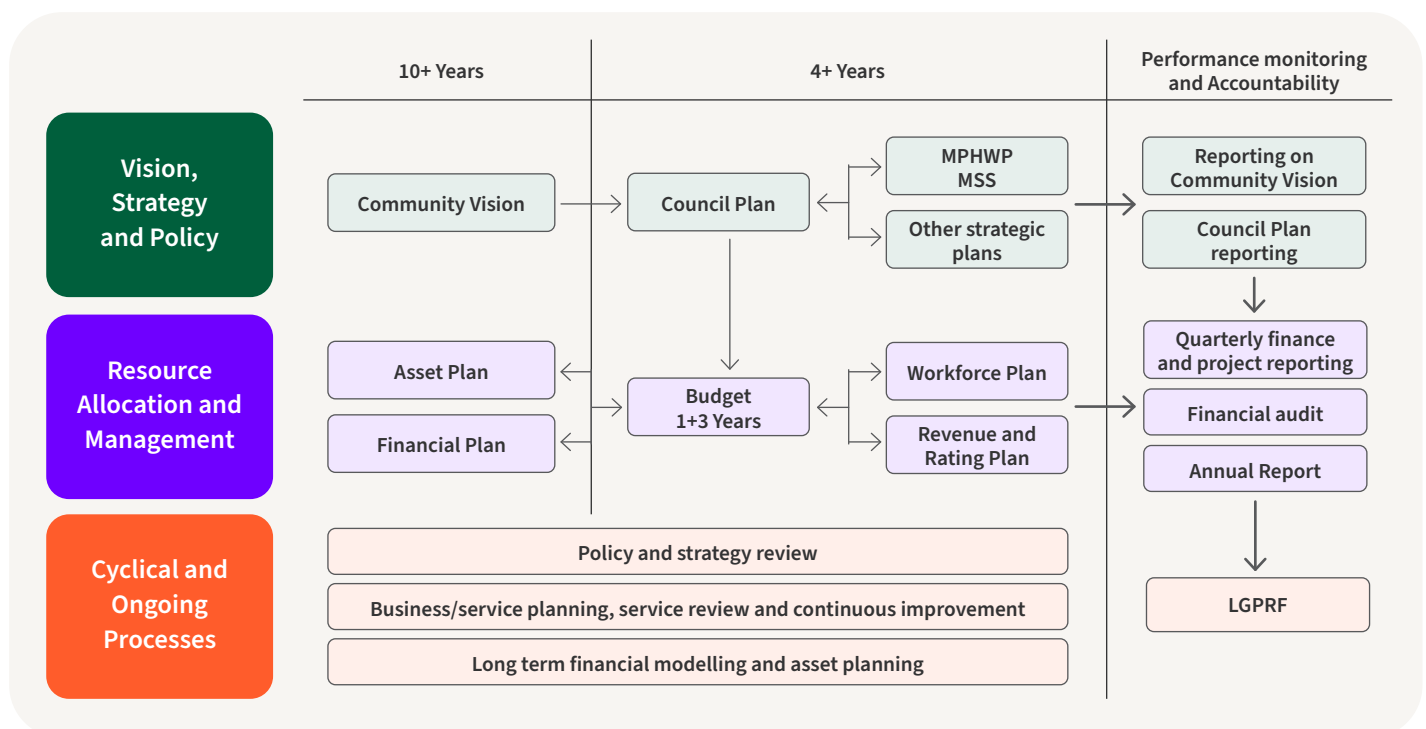 10+ Years
4+ Years
Performance monitoring
and Accountability
Vision,
Strategy
and Policy
Community Vision
Council Plan
MPHWP
MSS
Other strategic
plans
Reporting on
Community Vision
Council Plan
reporting
Resource
Allocation and
Management
Asset Plan
Financial Plan
Budget
1+3 Years
Workforce Plan
Revenue and
Rating Plan
Quarterly finance
and project reporting
Financial audit
Annual Report
Cyclical and
Ongoing
Processes
Policy and strategy review
Business/service planning, service review and continuous improvement
Long term financial modelling and asset planning
LGPRF